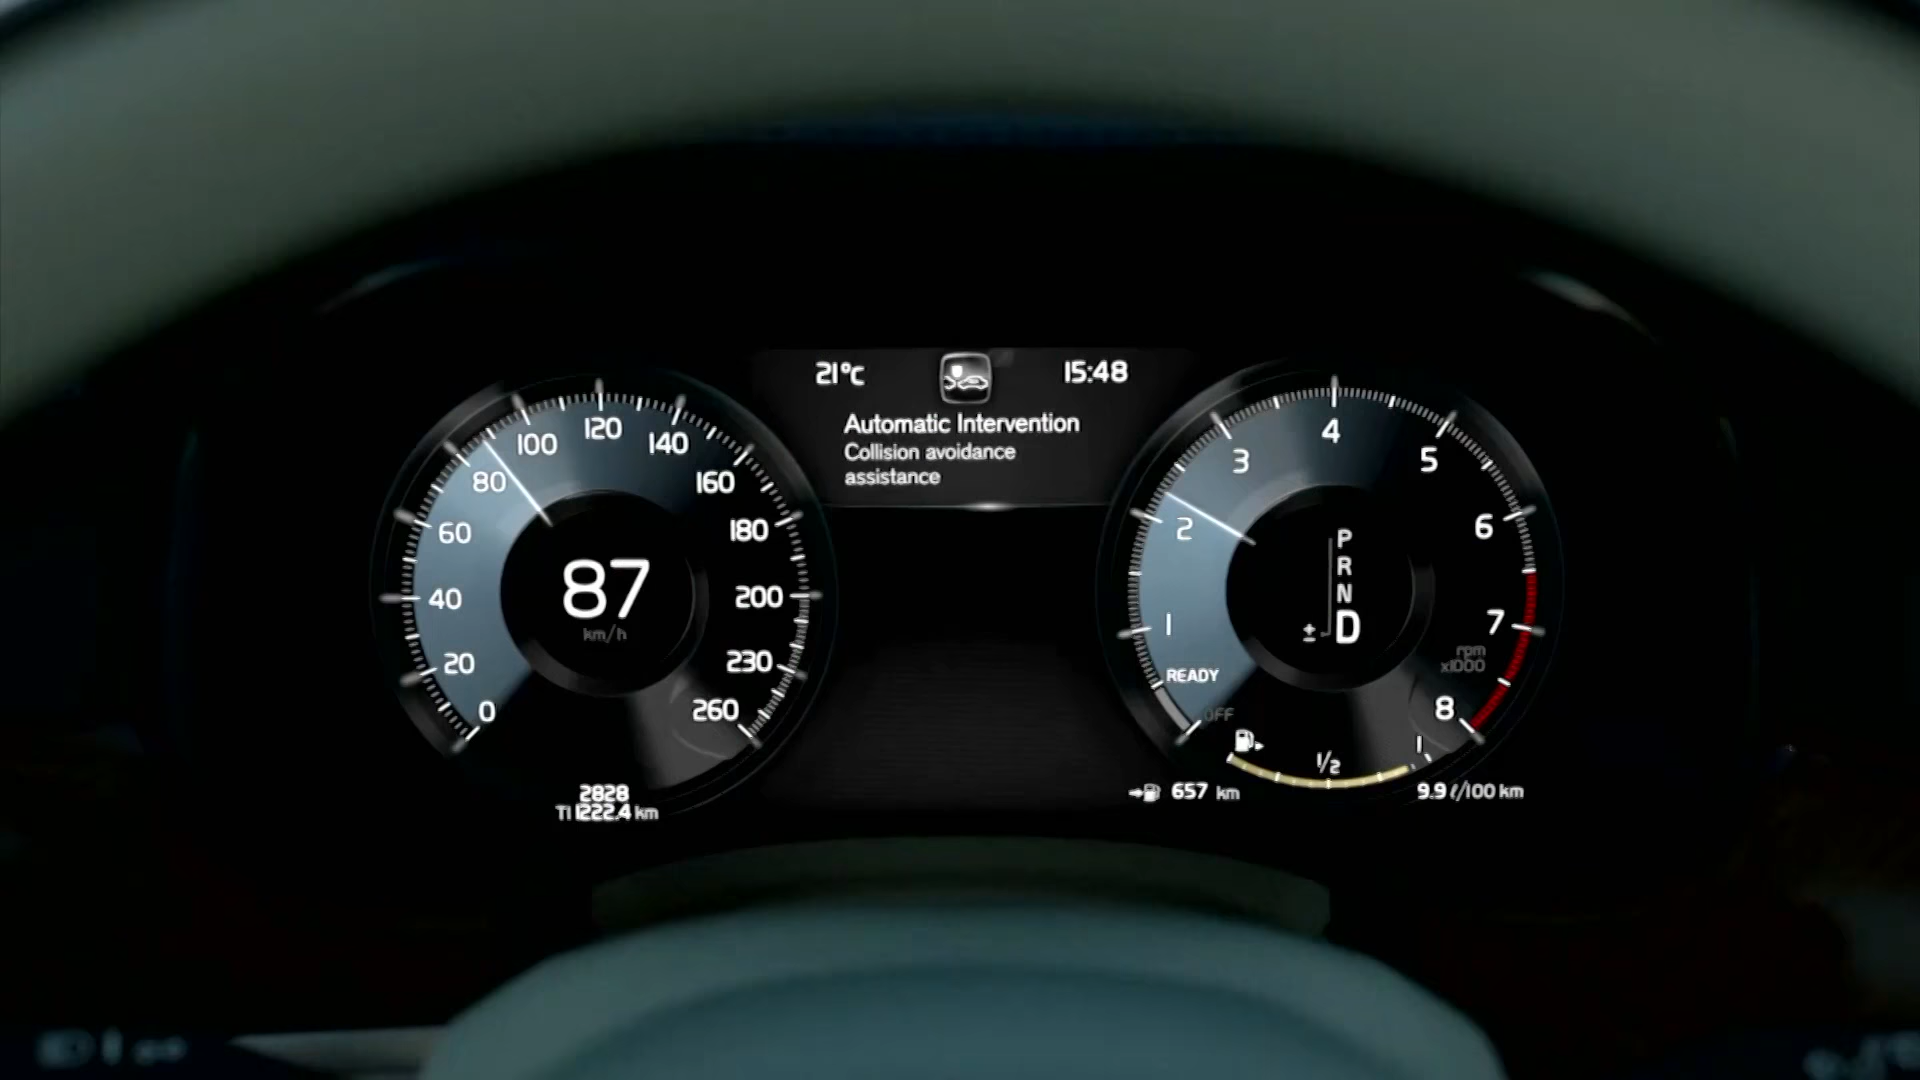 21°C
15:48
Automatic Intervention
Collision avoidance
assistance
0
20
40
60
80
100
120
140
160
180
200
230
260
87
km/h
2828
T1 1222.4 km
OFF
READY
1
2
3
4
5
6
7
8
rpm
x1000
P
R
N
± D
1/2
1
657 km
9.9 ℓ/100 km